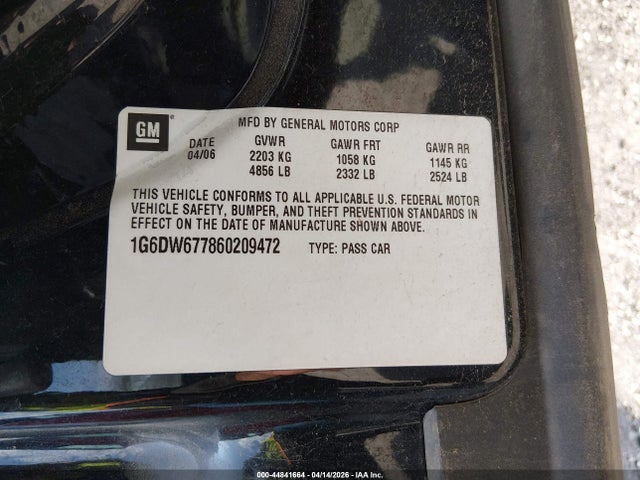 GM
MFD BY GENERAL MOTORS CORP
DATE GVWR GAWR FRT GAWR RR
04/06 2203 KG 1058 KG 1145 KG
4856 LB 2332 LB 2524 LB
THIS VEHICLE CONFORMS TO ALL APPLICABLE U.S. FEDERAL MOTOR
VEHICLE SAFETY, BUMPER, AND THEFT PREVENTION STANDARDS IN
EFFECT ON THE DATE OF MANUFACTURE SHOWN ABOVE.
1G6DW677860209472 TYPE: PASS CAR
000-44841664 - 04/14/2026 - IAA Inc.